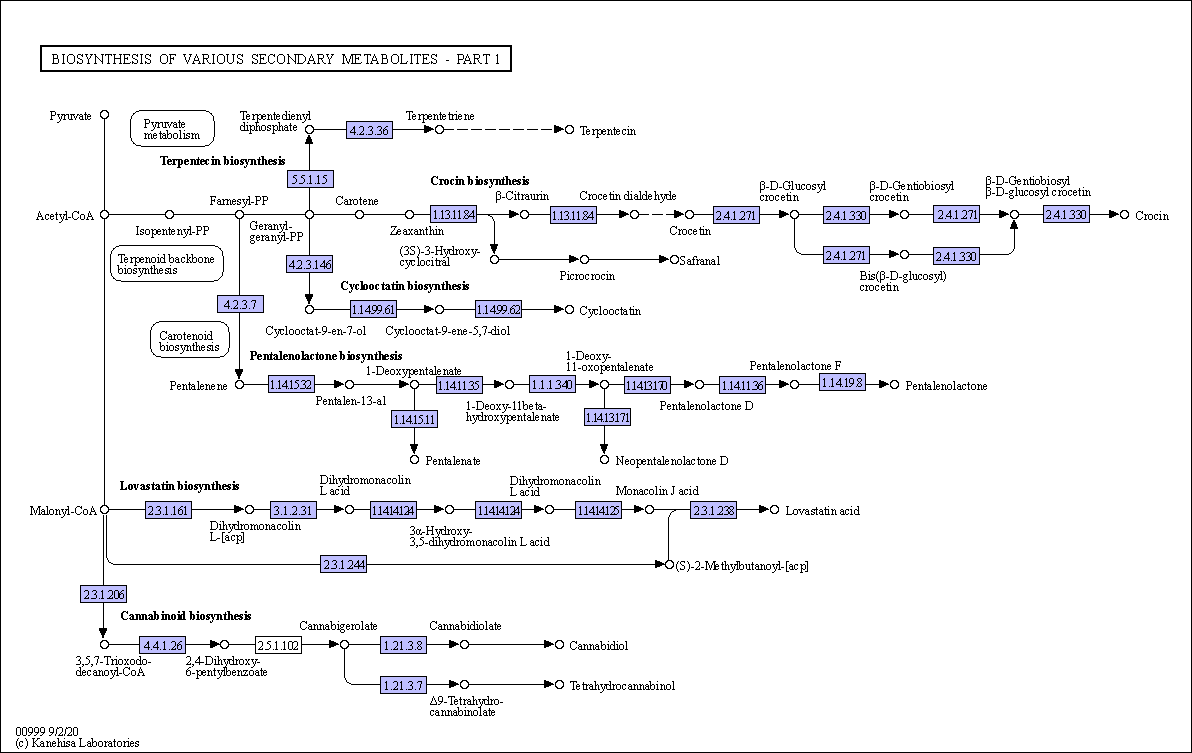 BIOSYNTHESIS OF VARIOUS SECONDARY METABOLITES - PART 1
Pyruvate
Pyruvate
metabolism
Terpentedienyl
diphosphate
4.2.3.36
Terpentetriene
Terpentecin
Terpentecin biosynthesis
5.5.1.15
Crocin biosynthesis
Acetyl-CoA
Isopentenyl-PP
Farnesyl-PP
Geranyl-
geranyl-PP
Carotene
Zeaxanthin
1.13.11.84
β-Citraurin
1.13.11.84
Crocetin dialdehyde
Crocetin
2.4.1.271
β-D-Glucosyl
crocetin
2.4.1.330
β-D-Gentiobiosyl
crocetin
2.4.1.271
β-D-Gentiobiosyl
β-D-glucosyl crocetin
2.4.1.330
Crocin
2.4.1.271
2.4.1.330
Bis(β-D-glucosyl)
crocetin
(3S)-3-Hydroxy-
cyclocitral
Picrocrocin
Safranal
Terpenoid backbone
biosynthesis
4.2.3.146
Cyclooctatin biosynthesis
4.2.3.7
Cyclooctat-9-en-7-ol
1.14.99.61
Cyclooctat-9-ene-5,7-diol
1.14.99.62
Cyclooctatin
Carotenoid
biosynthesis
Pentalenolactone biosynthesis
Pentalenene
1.14.15.32
Pentalen-13-al
1-Deoxypentalenate
1.14.11.35
1-Deoxy-11beta-
hydroxypentalenate
1.1.1.340
1-Deoxy-
11-oxopentalenate
1.14.13.170
Pentalenolactone D
1.14.11.36
Pentalenolactone F
1.14.19.8
Pentalenolactone
1.14.15.11
Pentalenate
1.14.13.171
Neopentalenolactone D
Lovastatin biosynthesis
Malonyl-CoA
2.3.1.161
Dihydromonacolin
L-[acp]
3.1.2.31
Dihydromonacolin
L acid
1.14.14.124
3α-Hydroxy-
3,5-dihydromonacolin L acid
1.14.14.124
Dihydromonacolin
L acid
1.14.14.125
Monacolin J acid
2.3.1.238
Lovastatin acid
2.3.1.244
(S)-2-Methylbutanoyl-[acp]
2.3.1.206
Cannabinoid biosynthesis
3,5,7-Trioxodo-
decanoyl-CoA
4.4.1.26
2,4-Dihydroxy-
6-pentylbenzoate
2.5.1.102
Cannabigerolate
1.21.3.8
Cannabidiolate
Cannabidiol
1.21.3.7
Δ9-Tetrahydro-
cannabinolate
Tetrahydrocannabinol
00999 9/2/20
(c) Kanehisa Laboratories